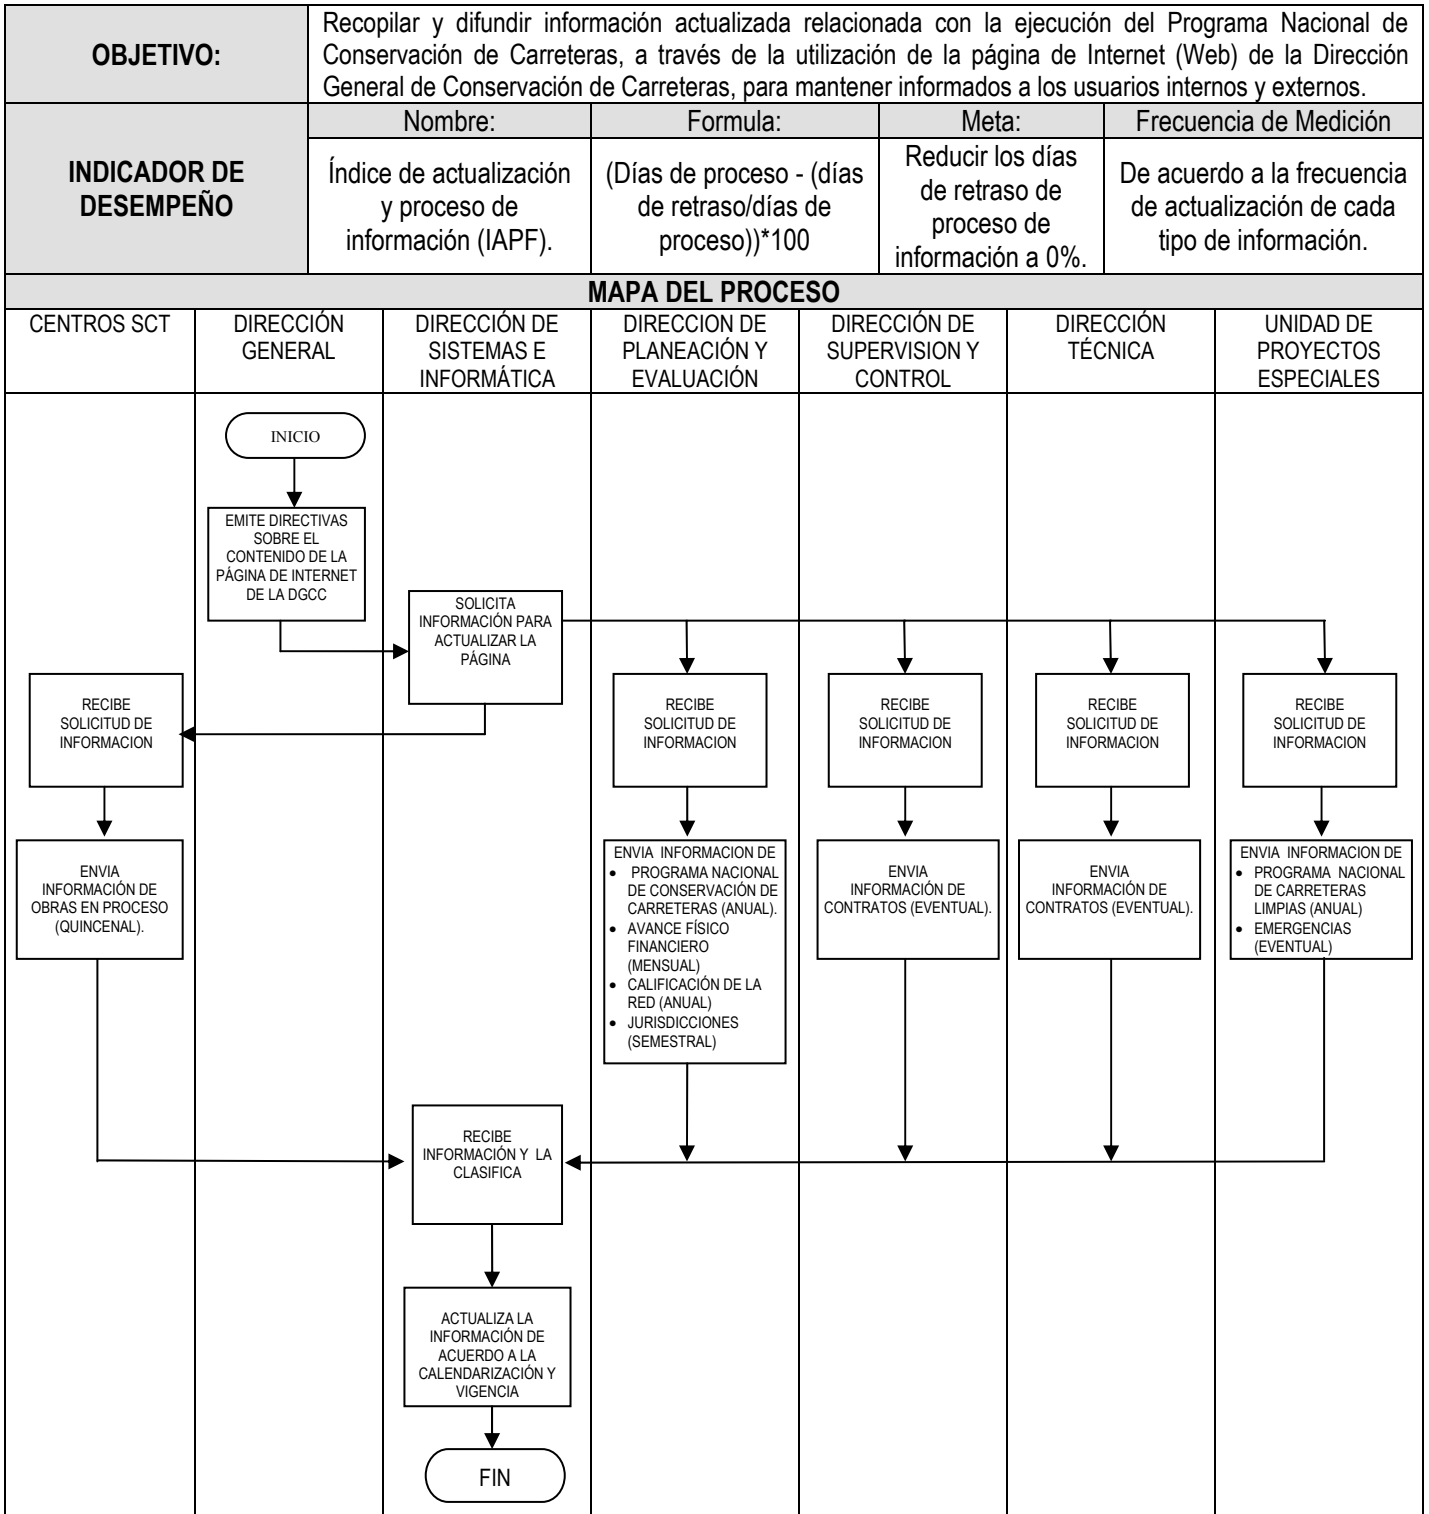 OBJETIVO:
Recopilar y difundir información actualizada relacionada con la ejecución del Programa Nacional de
Conservación de Carreteras, a través de la utilización de la página de Internet (Web) de la Dirección
General de Conservación de Carreteras, para mantener informados a los usuarios internos y externos.
INDICADOR DE
DESEMPEÑO
Nombre:
Formula:
Meta:
Frecuencia de Medición
Índice de actualización
y proceso de
información (IAPF).
(Días de proceso - (días
de retraso/días de
proceso))*100
Reducir los días
de retraso de
proceso de
información a 0%.
De acuerdo a la frecuencia
de actualización de cada
tipo de información.
MAPA DEL PROCESO
CENTROS SCT
DIRECCIÓN
GENERAL
DIRECCIÓN DE
SISTEMAS E
INFORMÁTICA
DIRECCION DE
PLANEACIÓN Y
EVALUACIÓN
DIRECCIÓN DE
SUPERVISION Y
CONTROL
DIRECCIÓN
TÉCNICA
UNIDAD DE
PROYECTOS
ESPECIALES
INICIO
EMITE DIRECTIVAS
SOBRE EL
CONTENIDO DE LA
PÁGINA DE INTERNET
DE LA DGCC
SOLICITA
INFORMACIÓN PARA
ACTUALIZAR LA
PÁGINA
RECIBE
SOLICITUD DE
INFORMACION
RECIBE
SOLICITUD DE
INFORMACION
RECIBE
SOLICITUD DE
INFORMACION
RECIBE
SOLICITUD DE
INFORMACION
RECIBE
SOLICITUD DE
INFORMACION
ENVIA
INFORMACIÓN DE
OBRAS EN PROCESO
(QUINCENAL).
ENVIA INFORMACION DE
• PROGRAMA NACIONAL
DE CONSERVACIÓN DE
CARRETERAS (ANUAL).
• AVANCE FÍSICO
FINANCIERO
(MENSUAL)
• CALIFICACIÓN DE LA
RED (ANUAL)
• JURISDICCIONES
(SEMESTRAL)
ENVIA
INFORMACIÓN DE
CONTRATOS (EVENTUAL).
ENVIA
INFORMACIÓN DE
CONTRATOS (EVENTUAL).
ENVIA INFORMACION DE
• PROGRAMA NACIONAL
DE CARRETERAS
LIMPIAS (ANUAL)
• EMERGENCIAS
(EVENTUAL)
RECIBE
INFORMACIÓN Y LA
CLASIFICA
ACTUALIZA LA
INFORMACIÓN DE
ACUERDO A LA
CALENDARIZACIÓN Y
VIGENCIA
FIN